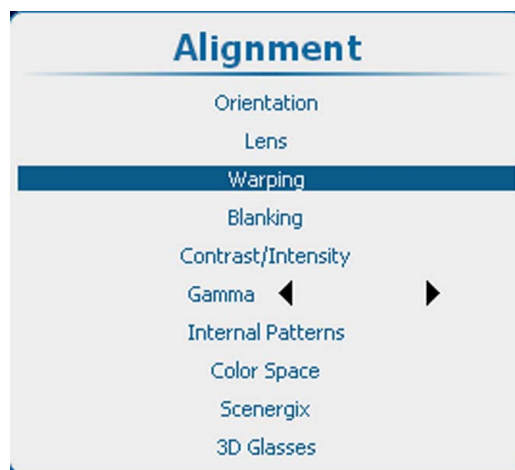 Alignment
Orientation
Lens
Warping
Blanking
Contrast/Intensity
Gamma
Internal Patterns
Color Space
Scenergix
3D Glasses